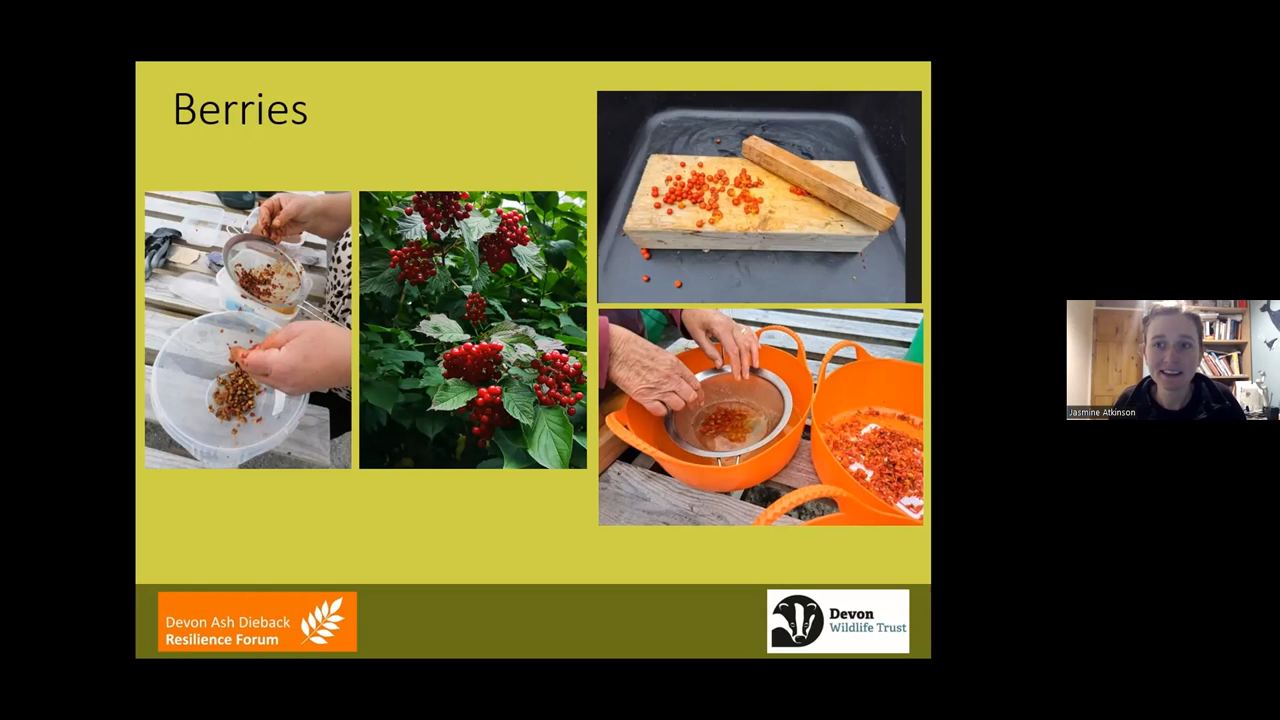 Berries
Jasmine Atkinson
Devon Ash Dieback
Resilience Forum
Devon
Wildlife Trust